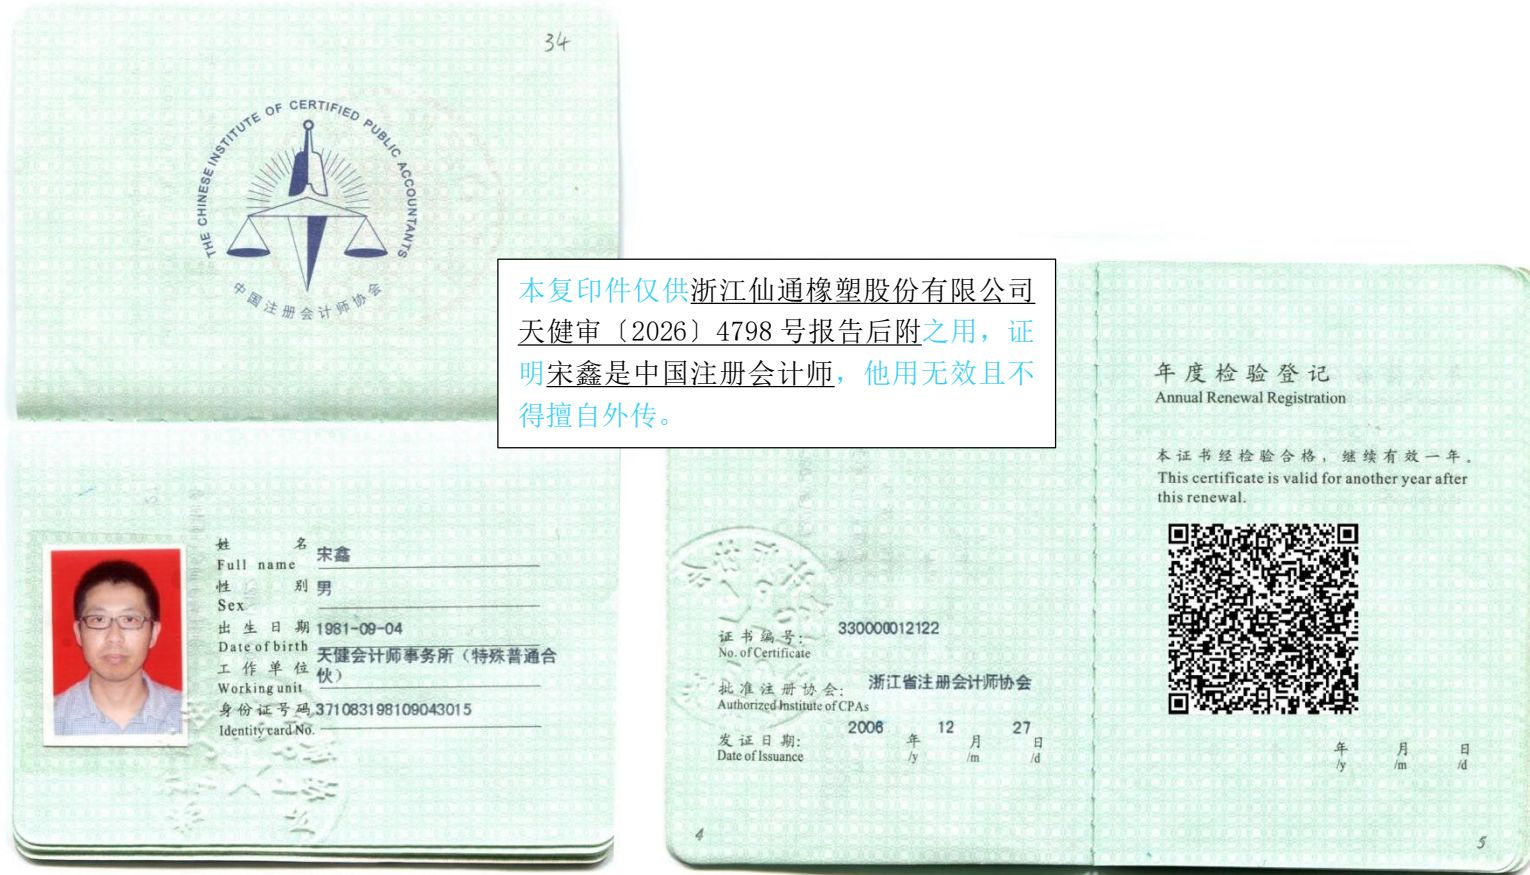 34
THE CHINESE INSTITUTE OF CERTIFIED PUBLIC ACCOUNTANTS
中国注册会计师协会
本复印件仅供浙江仙通橡塑股份有限公司
天健审〔2026〕4798 号报告后附之用，证
明宋鑫是中国注册会计师，他用无效且不
得擅自外传。
姓 名 宋鑫
Full name
性 别 男
Sex
出 生 日 期 1981-09-04
Date of birth
工 作 单 位 天健会计师事务所（特殊普通合
伙）
Working unit
身 份 证 号 码 371083198109043015
Identity card No.
证 书 编 号: 330000012122
No. of Certificate
批 准 注 册 协 会: 浙江省注册会计师协会
Authorized Institute of CPAs
发 证 日 期: 2006 年 12 月 27 日
Date of Issuance /y /m /d
4
年 度 检 验 登 记
Annual Renewal Registration
本 证 书 经 检 验 合 格 ， 继 续 有 效 一 年 。
This certificate is valid for another year after
this renewal.
年 月 日
/y /m /d
5